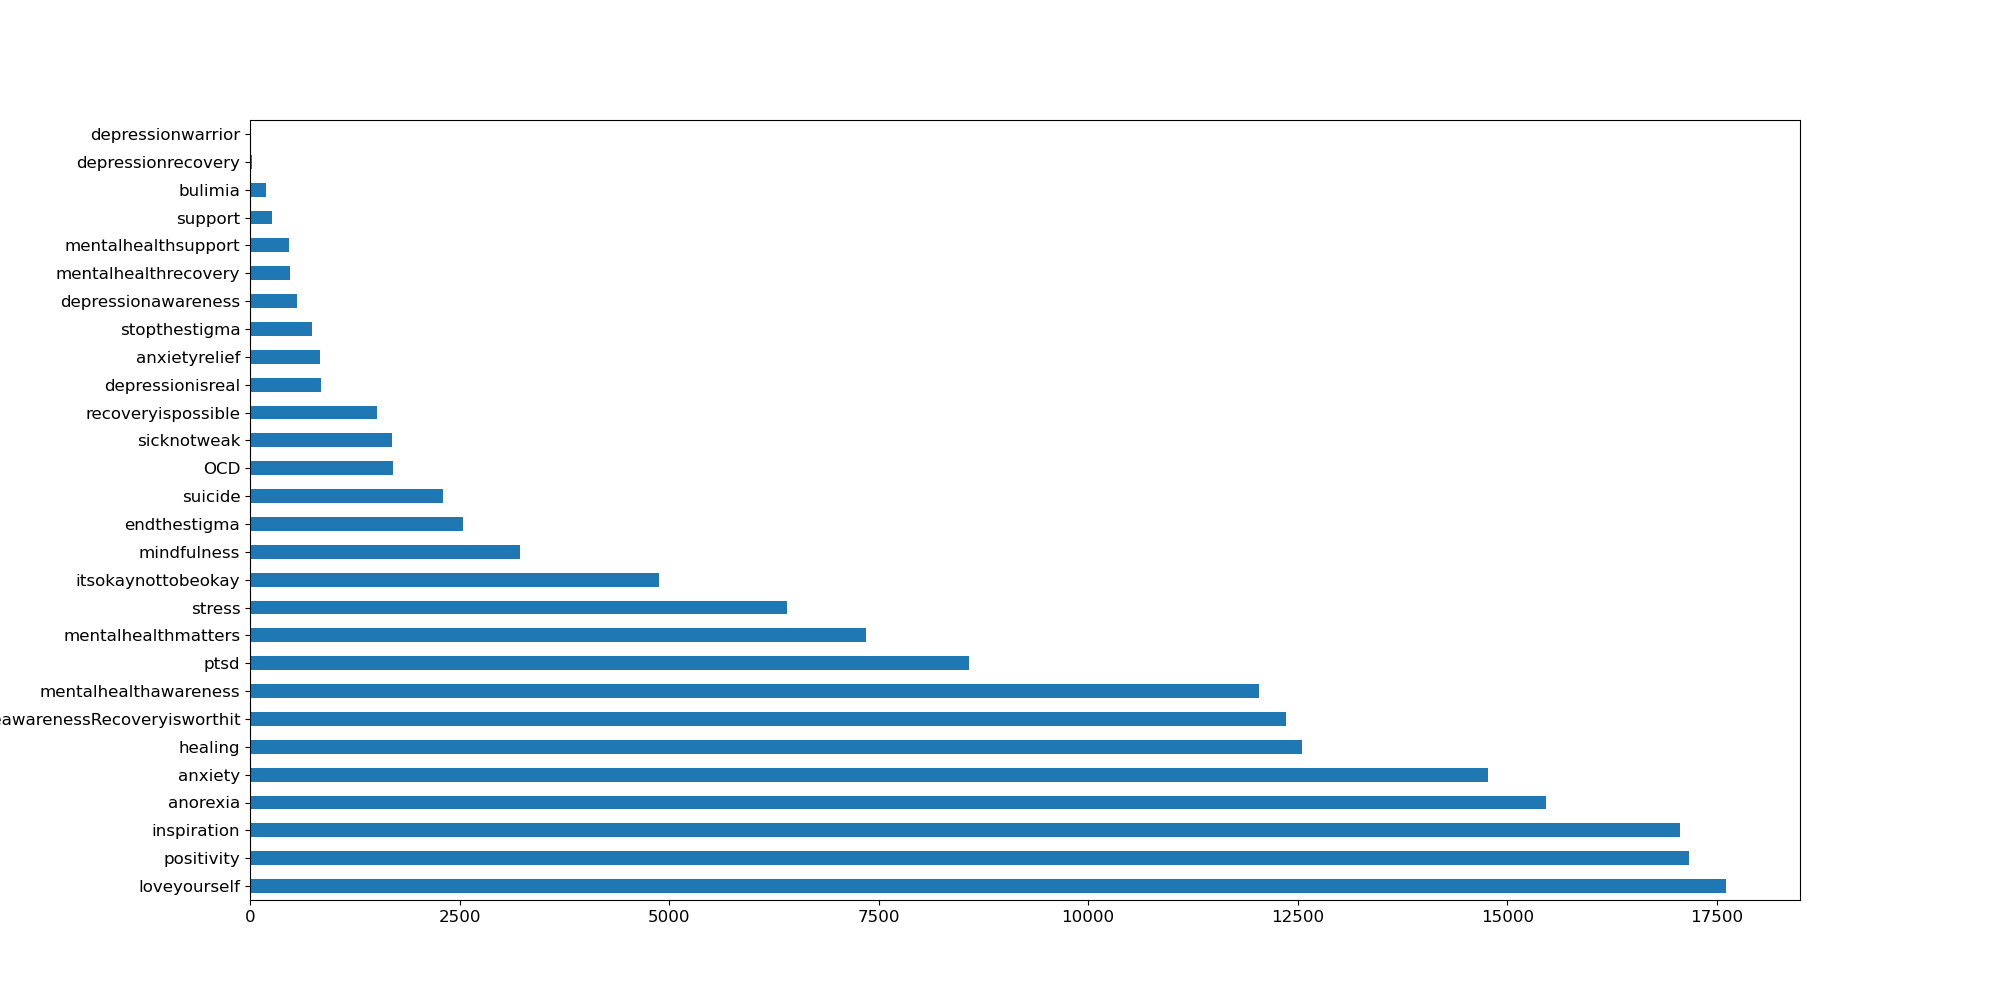 depressionwarrior
depressionrecovery
bulimia
support
mentalhealthsupport
mentalhealthrecovery
depressionawareness
stopthestigma
anxietyrelief
depressionisreal
recoveryispossible
sicknotweak
OCD
suicide
endthestigma
mindfulness
itsokaynottobeokay
stress
mentalhealthmatters
ptsd
mentalhealthawareness
awarenessRecoveryisworthit
healing
anxiety
anorexia
inspiration
positivity
loveyourself
0 2500 5000 7500 10000 12500 15000 17500